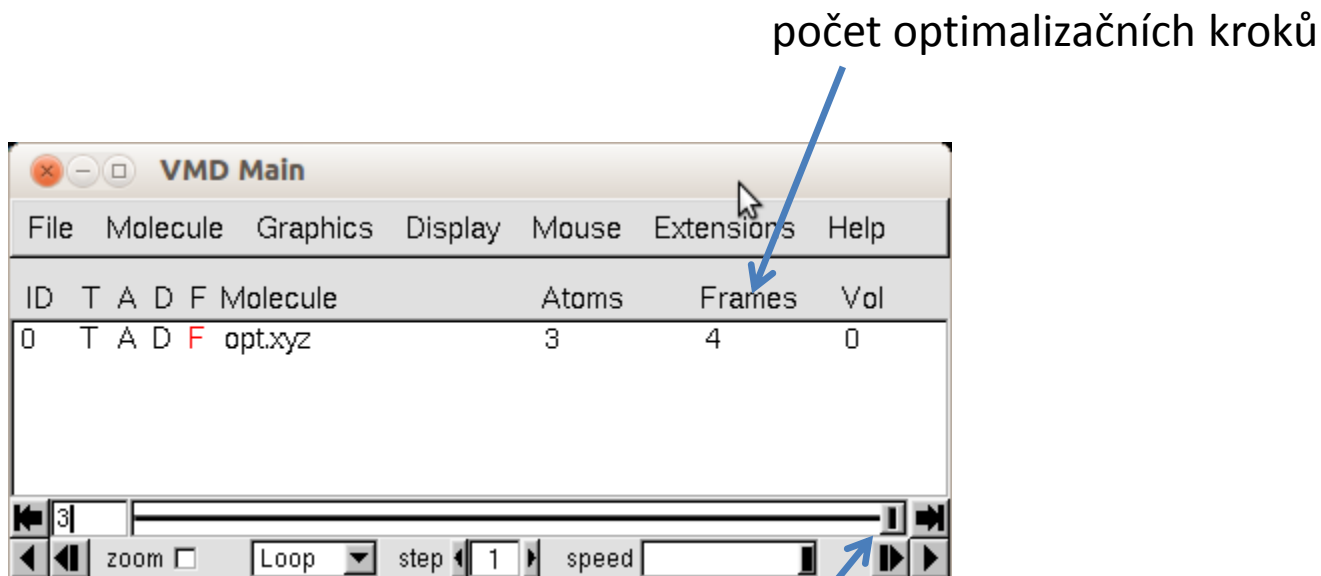 počet optimalizačních kroků
VMD Main
File Molecule Graphics Display Mouse Extensions Help
ID T A D F Molecule Atoms Frames Vol
0 T A D F opt.xyz 3 4 0
3
zoom Loop step 1 speed